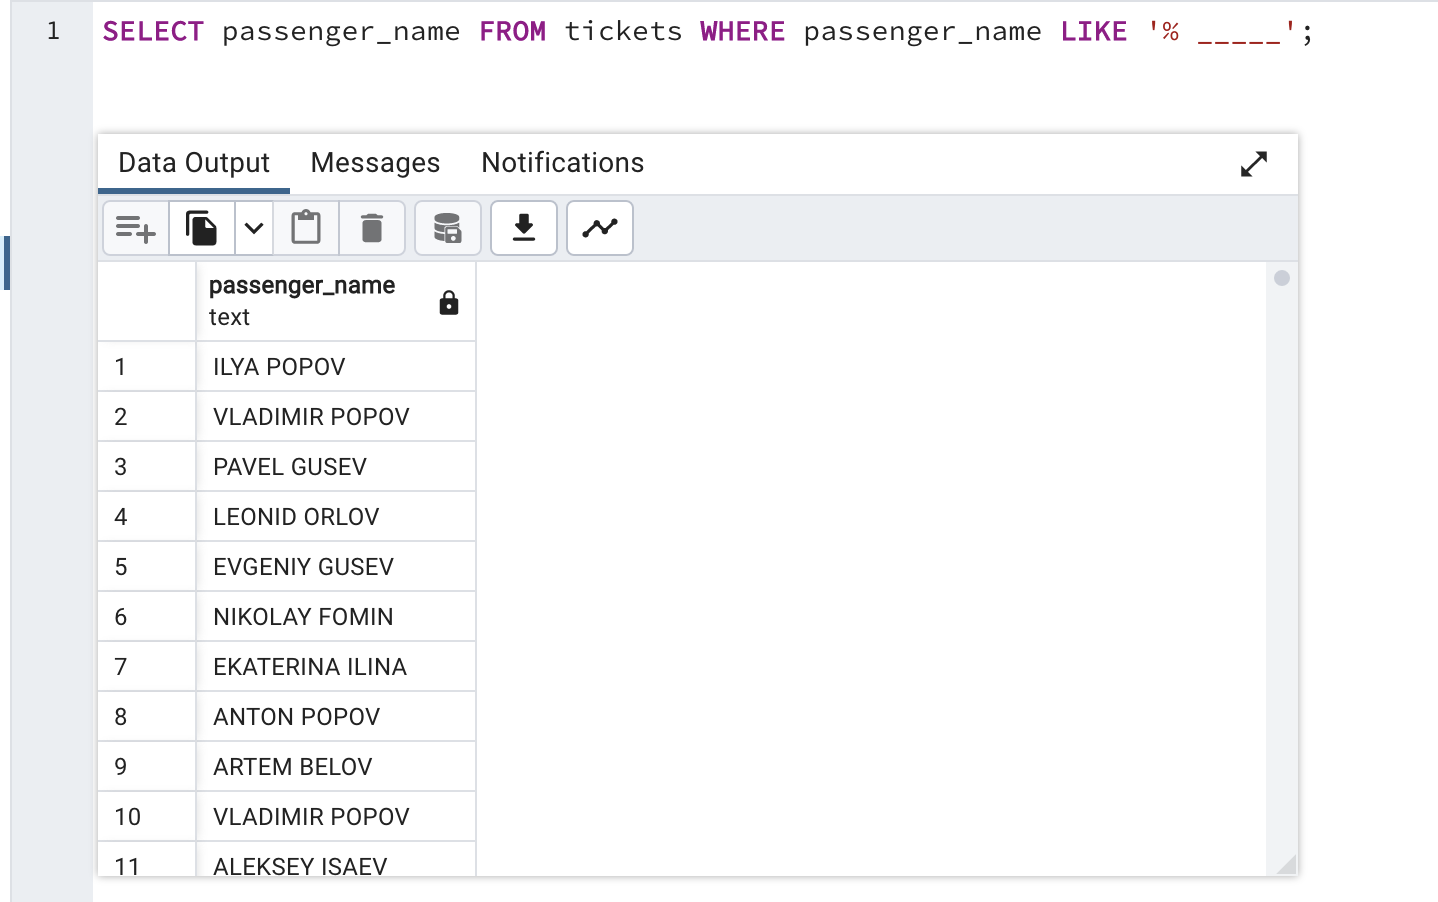 1 SELECT passenger_name FROM tickets WHERE passenger_name LIKE '% _____';
Data Output Messages Notifications
passenger_name
text
1 ILYA POPOV
2 VLADIMIR POPOV
3 PAVEL GUSEV
4 LEONID ORLOV
5 EVGENIY GUSEV
6 NIKOLAY FOMIN
7 EKATERINA ILINA
8 ANTON POPOV
9 ARTEM BELOV
10 VLADIMIR POPOV
11 ALEKSEY ISAEV